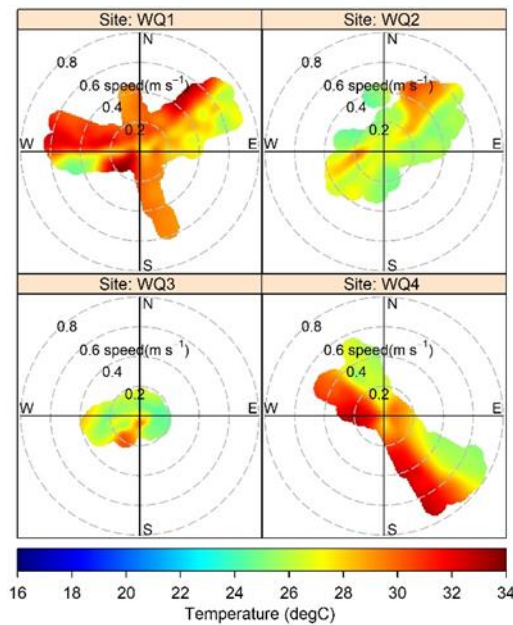 Site: WQ1
Site: WQ2
N
N
0.8
0.8
0.6 speed(m s⁻¹)
0.6 speed(m s⁻¹)
0.4
0.4
0.2
0.2
W
E
W
E
S
S
Site: WQ3
Site: WQ4
N
N
0.8
0.8
0.6 speed(m s⁻¹)
0.6 speed(m s⁻¹)
0.4
0.4
0.2
0.2
W
E
W
E
S
S
16 18 20 22 24 26 28 30 32 34
Temperature (degC)